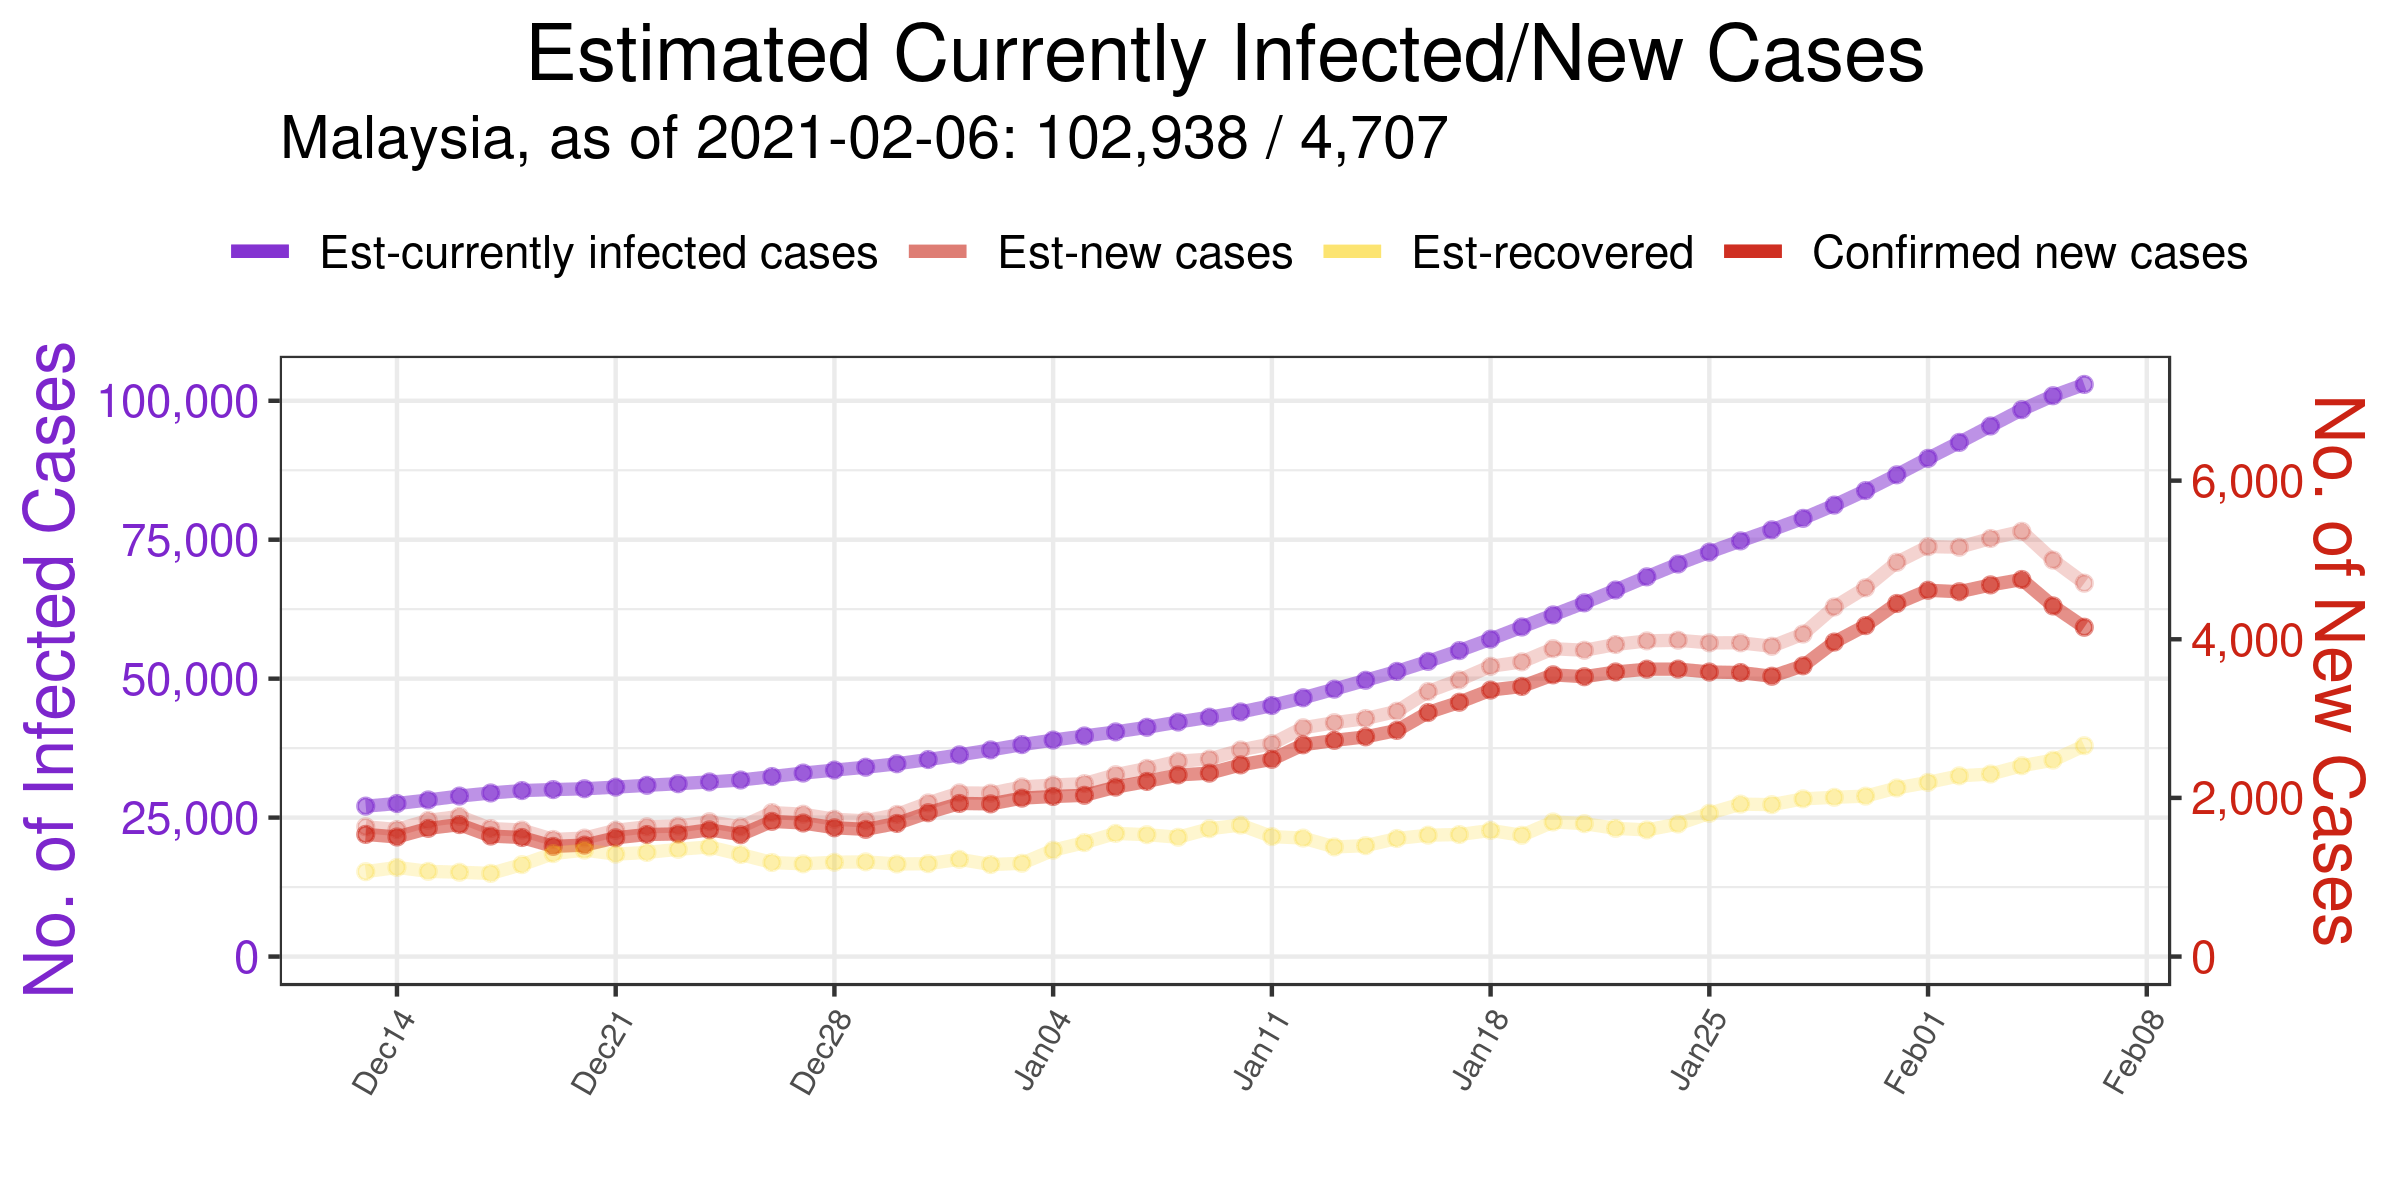 Estimated Currently Infected/New Cases
Malaysia, as of 2021-02-06: 102,938 / 4,707
Est-currently infected cases Est-new cases Est-recovered Confirmed new cases
No. of Infected Cases
100,000
75,000
50,000
25,000
0
6,000
4,000
2,000
0
No. of New Cases
Dec14 Dec21 Dec28 Jan04 Jan11 Jan18 Jan25 Feb01 Feb08